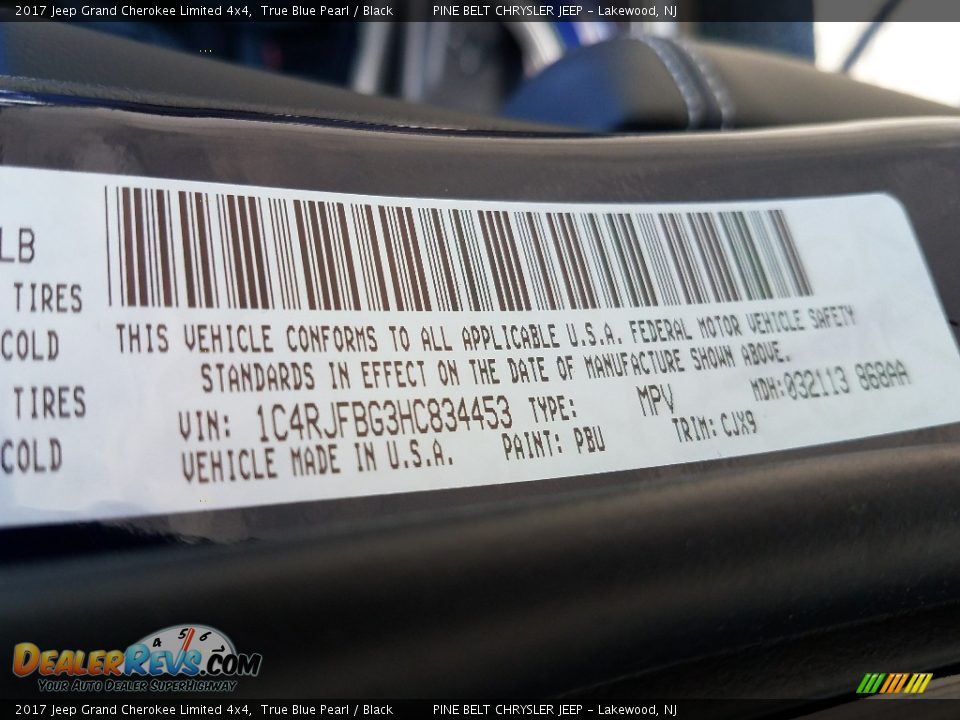 2017 Jeep Grand Cherokee Limited 4x4, True Blue Pearl / Black PINE BELT CHRYSLER JEEP - Lakewood, NJ
LB
TIRES
COLD
TIRES
COLD
THIS VEHICLE CONFORMS TO ALL APPLICABLE U.S.A. FEDERAL MOTOR VEHICLE SAFETY
STANDARDS IN EFFECT ON THE DATE OF MANUFACTURE SHOWN ABOVE.
VIN: 1C4RJFBG3HC834453 TYPE: MPV MDH:032113 868AA
VEHICLE MADE IN U.S.A. PAINT: PBU TRIM: CJX9
4 5 6
DEALERREVS.COM
YOUR AUTO DEALER SUPERHIGHWAY
2017 Jeep Grand Cherokee Limited 4x4, True Blue Pearl / Black PINE BELT CHRYSLER JEEP - Lakewood, NJ